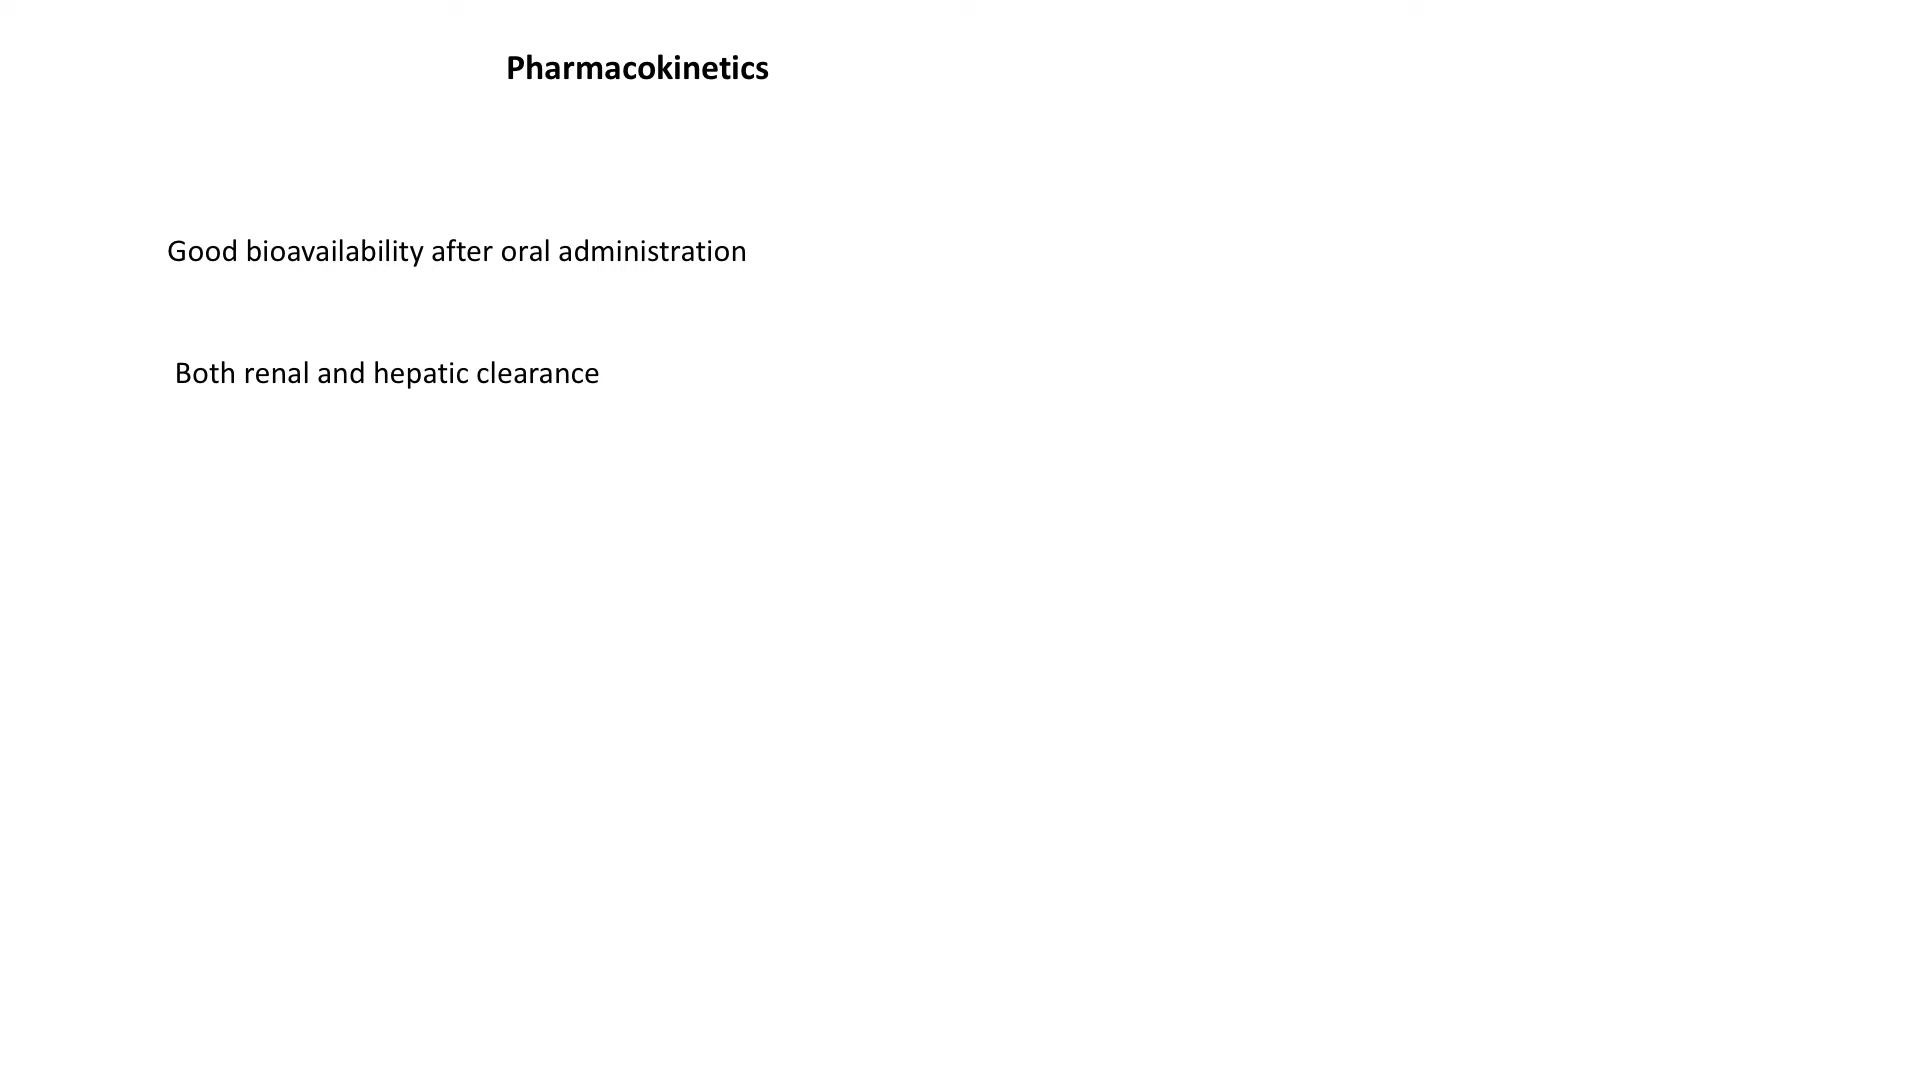 Pharmacokinetics
Good bioavailability after oral administration
Both renal and hepatic clearance